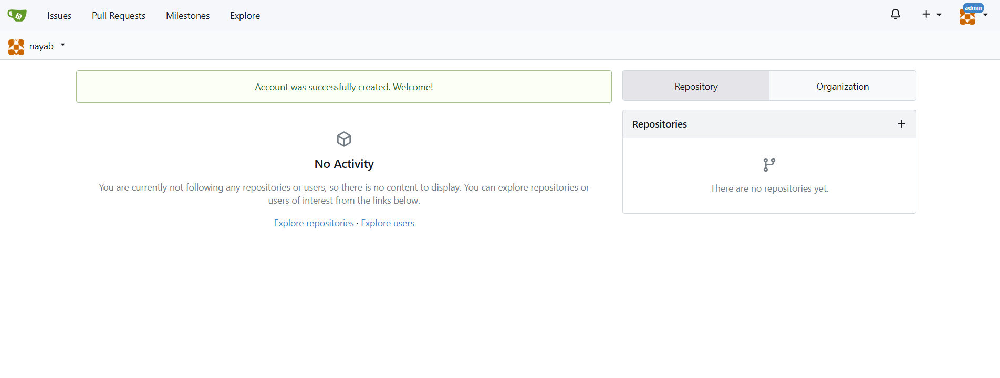 Issues
Pull Requests
Milestones
Explore
admin
nayab
Account was successfully created. Welcome!
Repository
Organization
Repositories
No Activity
You are currently not following any repositories or users, so there is no content to display. You can explore repositories or
users of interest from the links below.
Explore repositories · Explore users
There are no repositories yet.